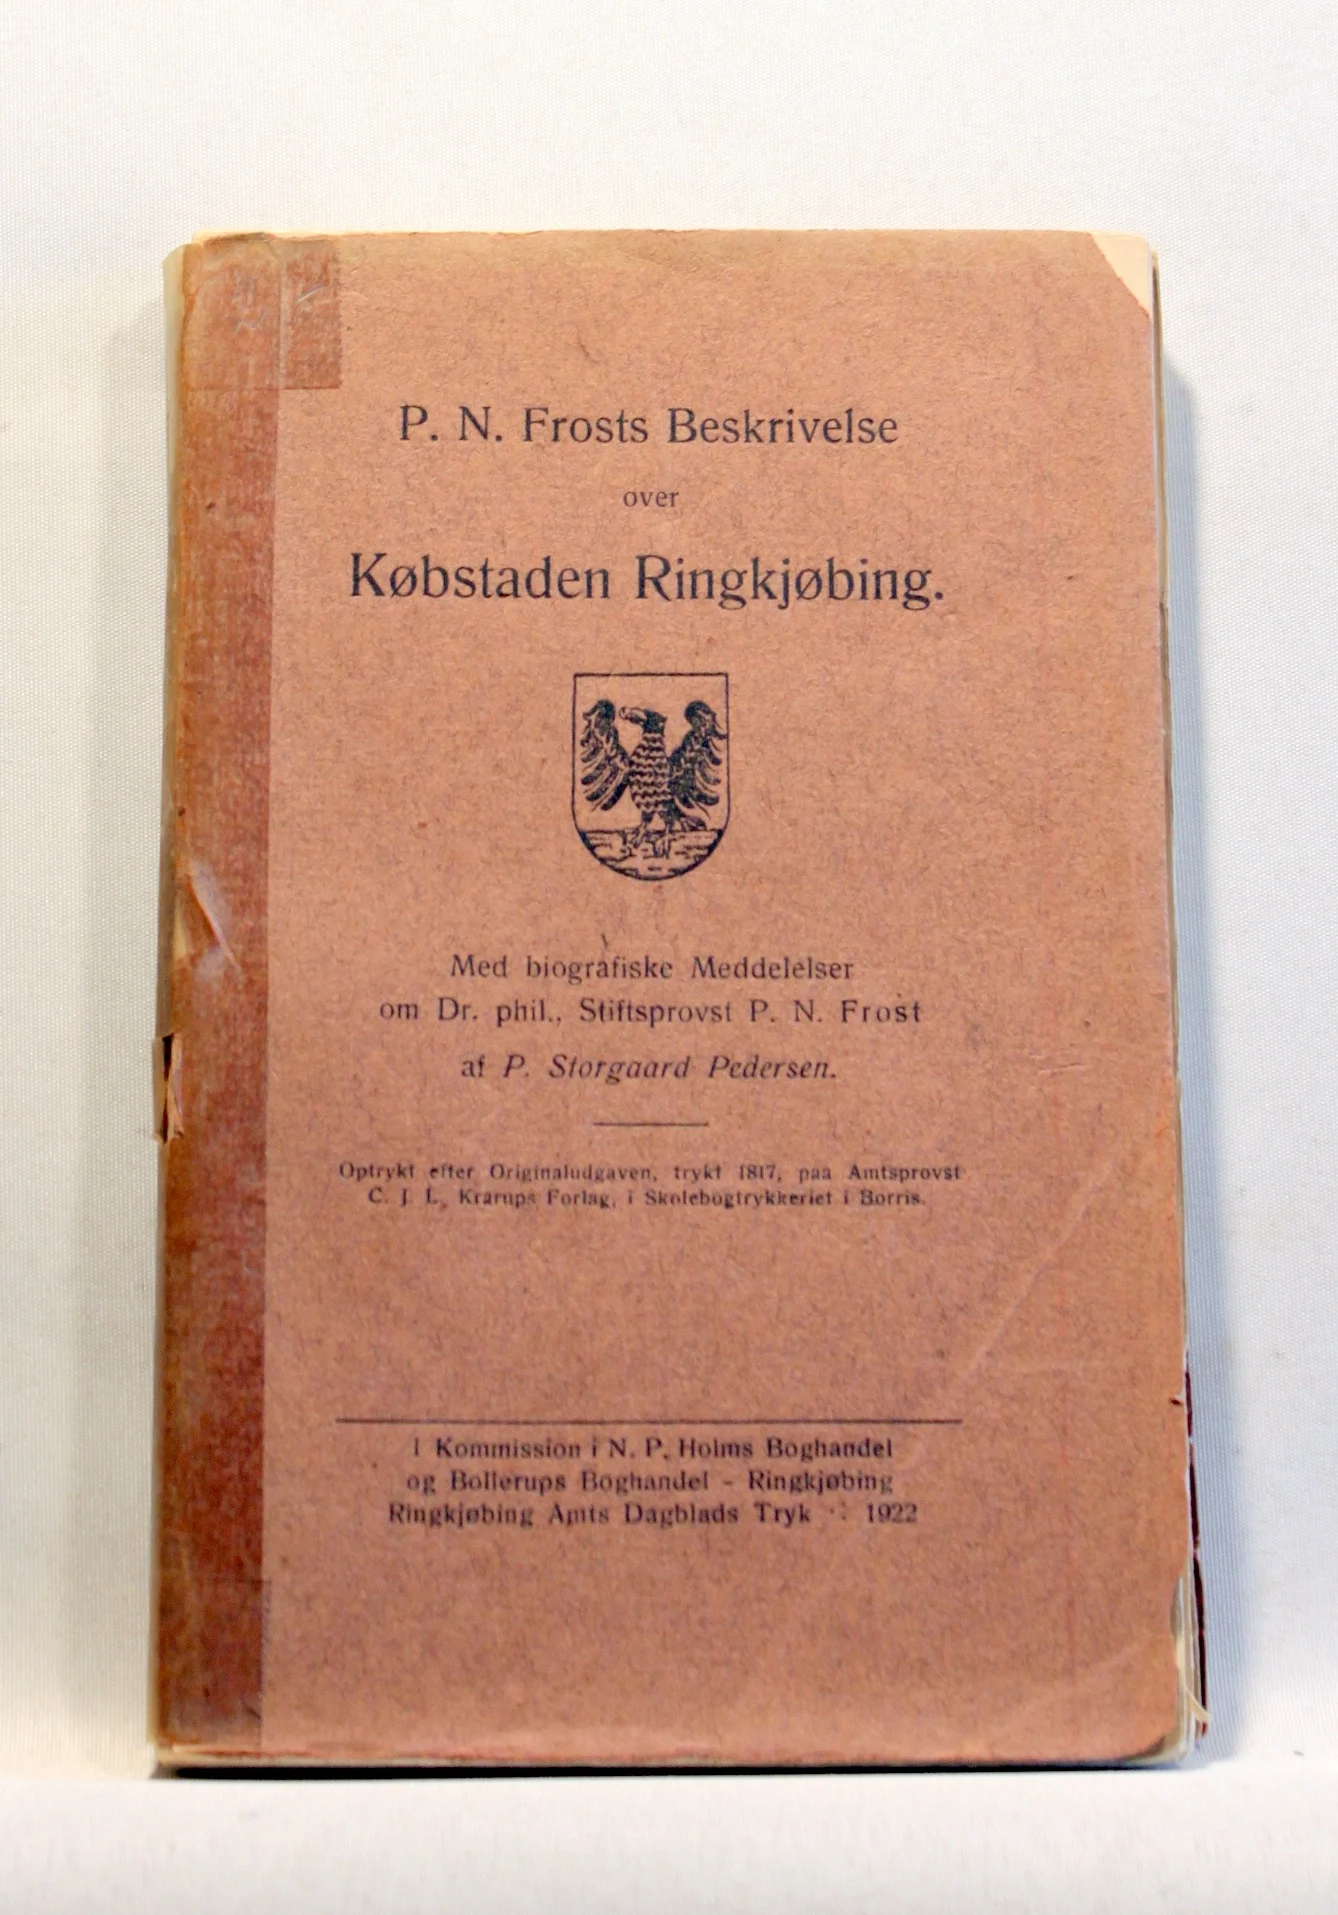 P. N. Frosts Beskrivelse
over
Købstaden Ringkjøbing.
Med biografiske Meddelelser
om Dr. phil., Stiftsprovst P. N. Frost
af P. Storgaard Pedersen.
Optrykt efter Originaludgaven, trykt 1817, paa Amtsprovst
C. J. L. Krarups Forlag, i Skolebogtrykkeriet i Borris.
I Kommission i N. P. Holms Boghandel
og Bollerups Boghandel - Ringkjøbing
Ringkjøbing Amts Dagblads Tryk ∴ 1922